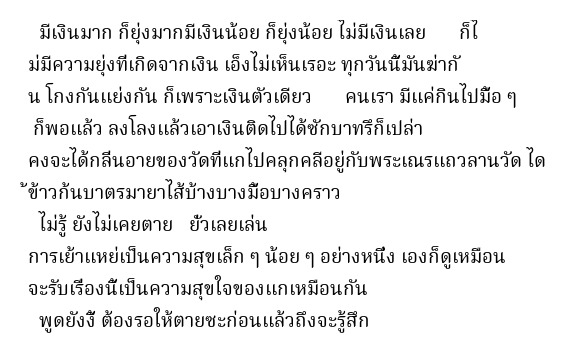 มีเงินมาก ก็ยุ่งมากมีเงินน้อย ก็ยุ่งน้อย ไม่มีเงินเลย ก็ไ
ม่มีความยุ่งที่เกิดจากเงิน เอ็งไม่เห็นเรอะ ทุกวันนี้มันฆ่ากั
น โกงกันแย่งกัน ก็เพราะเงินตัวเดียว คนเรา มีแค่กินไปมื้อ ๆ
ก็พอแล้ว ลงโลงแล้วเอาเงินติดไปได้ซักบาทรึก็เปล่า
คงจะได้กลิ่นอายของวัดที่แกไปคลุกคลีอยู่กับพระเณรแถวลานวัด ได
้ข้าวก้นบาตรมายาไส้บ้างบางมื้อบางคราว
ไม่รู้ ยังไม่เคยตาย ยั่วเลยเล่น
การเย้าแหย่เป็นความสุขเล็ก ๆ น้อย ๆ อย่างหนึ่ง เองก็ดูเหมือน
จะรับเรื่องนี้เป็นความสุขใจของแกเหมือนกัน
พูดยังงี้ ต้องรอให้ตายซะก่อนแล้วถึงจะรู้สึก